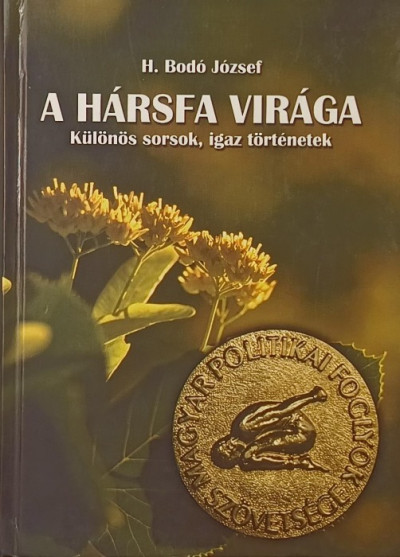 H. Bodó József
A HÁRSFA VIRÁGA
Különös sorsok, igaz történetek
MAGYAR POLITIKAI FOGLYOK
SZÖVETSÉGE